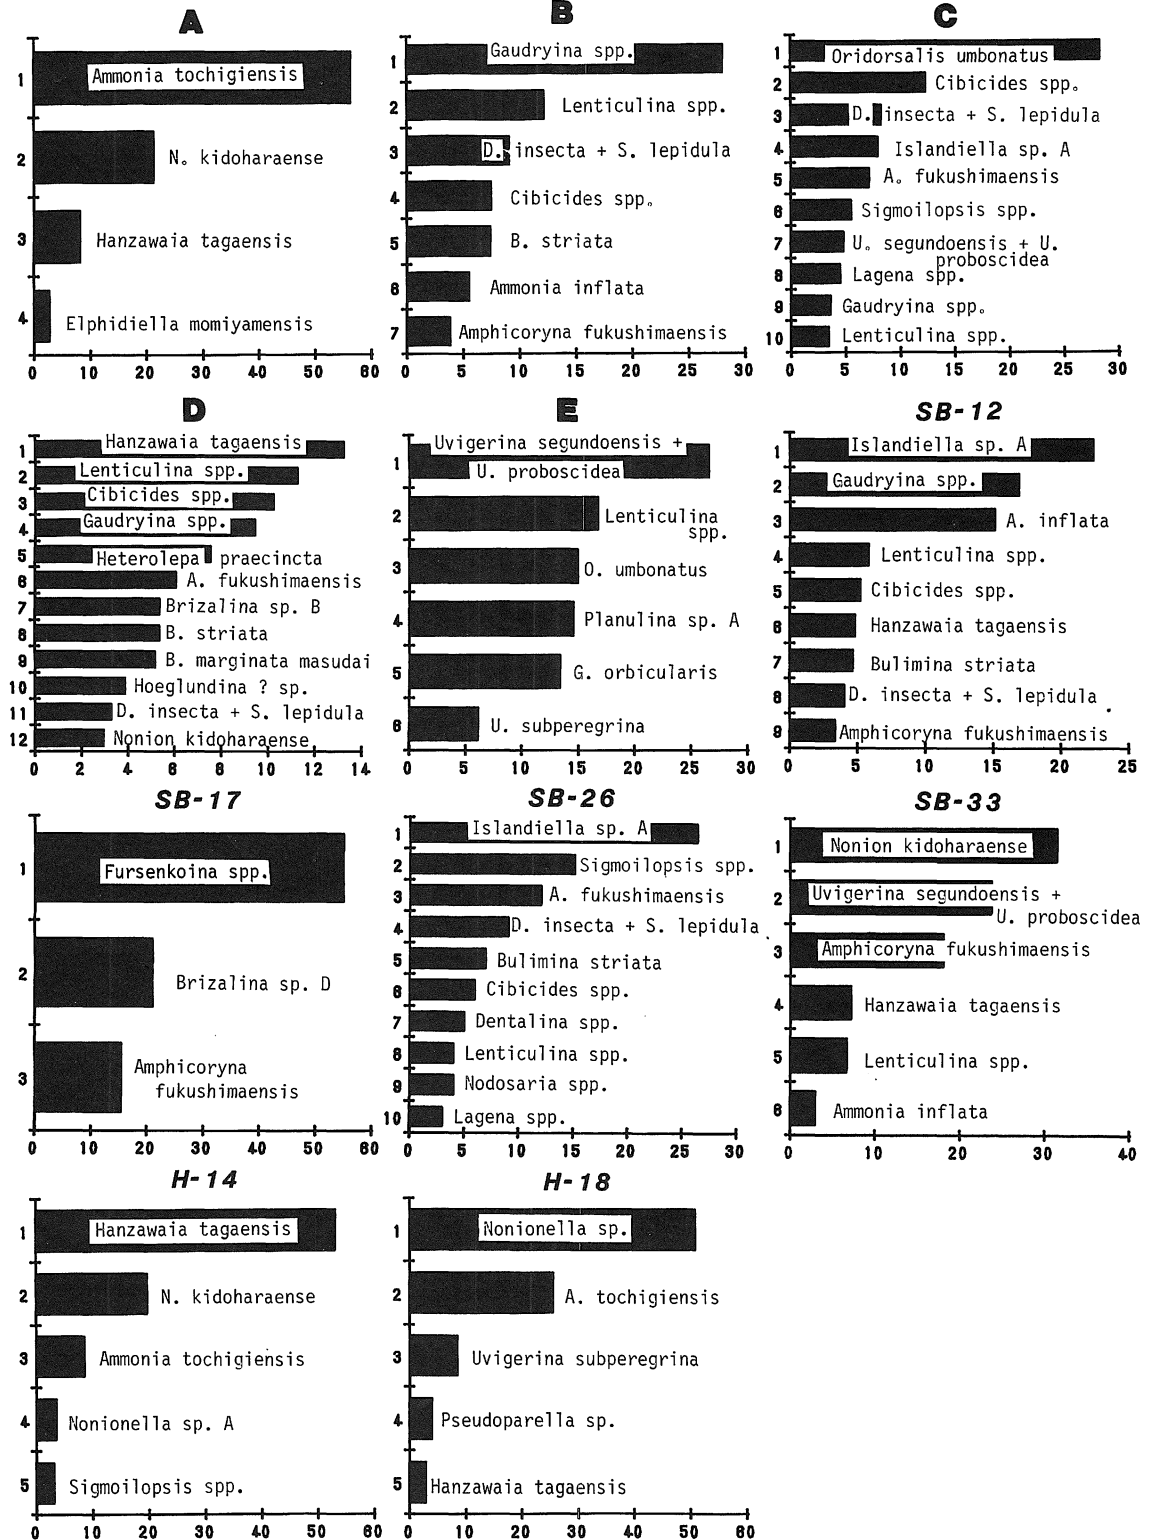 A
1 Ammonia tochigiensis
2 N. kidoharaense
3 Hanzawaia tagaensis
4 Elphidiella momiyamensis
0 10 20 30 40 50 60
B
1 Gaudryina spp.
2 Lenticulina spp.
3 D. insecta + S. lepidula
4 Cibicides spp.
5 B. striata
6 Ammonia inflata
7 Amphicoryna fukushimaensis
0 5 10 15 20 25 30
C
1 Oridorsalis umbonatus
2 Cibicides spp.
3 D. insecta + S. lepidula
4 Islandiella sp. A
5 A. fukushimaensis
6 Sigmoilopsis spp.
7 U. segundoensis + U.
proboscidea
8 Lagena spp.
9 Gaudryina spp.
10 Lenticulina spp.
0 5 10 15 20 25 30
D
1 Hanzawaia tagaensis
2 Lenticulina spp.
3 Cibicides spp.
4 Gaudryina spp.
5 Heterolepa praecincta
6 A. fukushimaensis
7 Brizalina sp. B
8 B. striata
9 B. marginata masudai
10 Hoeglundina ? sp.
11 D. insecta + S. lepidula
12 Nonion kidoharaense
0 2 4 6 8 10 12 14
E
1 Uvigerina segundoensis +
U. proboscidea
2 Lenticulina
spp.
3 O. umbonatus
4 Planulina sp. A
5 G. orbicularis
6 U. subperegrina
0 5 10 15 20 25 30
SB-12
1 Islandiella sp. A
2 Gaudryina spp.
3 A. inflata
4 Lenticulina spp.
5 Cibicides spp.
6 Hanzawaia tagaensis
7 Bulimina striata
8 D. insecta + S. lepidula
9 Amphicoryna fukushimaensis
0 5 10 15 20 25
SB-17
1 Fursenkoina spp.
2 Brizalina sp. D
3 Amphicoryna
fukushimaensis
0 10 20 30 40 50 60
SB-26
1 Islandiella sp. A
2 Sigmoilopsis spp.
3 A. fukushimaensis
4 D. insecta + S. lepidula
5 Bulimina striata
6 Cibicides spp.
7 Dentalina spp.
8 Lenticulina spp.
9 Nodosaria spp.
10 Lagena spp.
0 5 10 15 20 25 30
SB-33
1 Nonion kidoharaense
2 Uvigerina segundoensis +
U. proboscidea
3 Amphicoryna fukushimaensis
4 Hanzawaia tagaensis
5 Lenticulina spp.
6 Ammonia inflata
0 10 20 30 40
H-14
1 Hanzawaia tagaensis
2 N. kidoharaense
3 Ammonia tochigiensis
4 Nonionella sp. A
5 Sigmoilopsis spp.
0 10 20 30 40 50 60
H-18
1 Nonionella sp.
2 A. tochigiensis
3 Uvigerina subperegrina
4 Pseudoparella sp.
5 Hanzawaia tagaensis
0 10 20 30 40 50 60